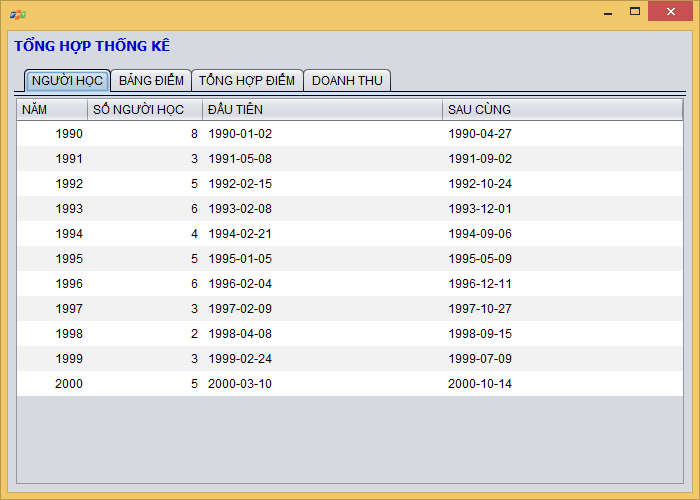 TỔNG HỢP THỐNG KÊ
NGƯỜI HỌC BẢNG ĐIỂM TỔNG HỢP ĐIỂM DOANH THU
NĂM SỐ NGƯỜI HỌC ĐẦU TIÊN SAU CÙNG
1990 8 1990-01-02 1990-04-27
1991 3 1991-05-08 1991-09-02
1992 5 1992-02-15 1992-10-24
1993 6 1993-02-08 1993-12-01
1994 4 1994-02-21 1994-09-06
1995 5 1995-01-05 1995-05-09
1996 6 1996-02-04 1996-12-11
1997 3 1997-02-09 1997-10-27
1998 2 1998-04-08 1998-09-15
1999 3 1999-02-24 1999-07-09
2000 5 2000-03-10 2000-10-14